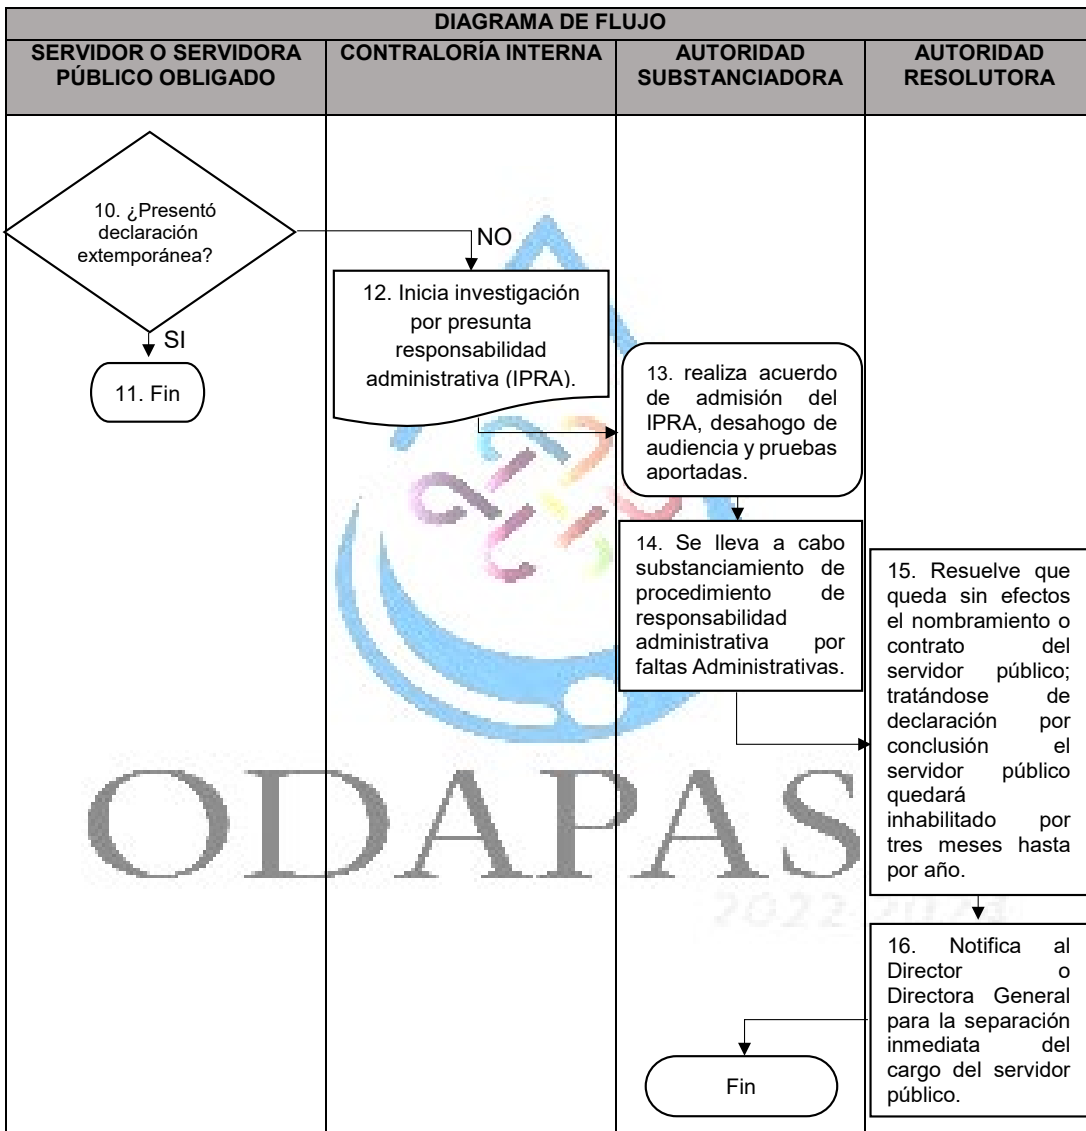 DIAGRAMA DE FLUJO
SERVIDOR O SERVIDORA
PÚBLICO OBLIGADO
CONTRALORÍA INTERNA
AUTORIDAD
SUBSTANCIADORA
AUTORIDAD
RESOLUTORA
10. ¿Presentó
declaración
extemporánea?
NO
SI
11. Fin
12. Inicia investigación
por presunta
responsabilidad
administrativa (IPRA).
13. realiza acuerdo
de admisión del
IPRA, desahogo de
audiencia y pruebas
aportadas.
14. Se lleva a cabo
substanciamiento de
procedimiento de
responsabilidad
administrativa por
faltas Administrativas.
15. Resuelve que
queda sin efectos
el nombramiento o
contrato del
servidor público;
tratándose de
declaración por
conclusión el
servidor público
quedará
inhabilitado por
tres meses hasta
por año.
16. Notifica al
Director o
Directora General
para la separación
inmediata del
cargo del servidor
público.
Fin
ODAPAS